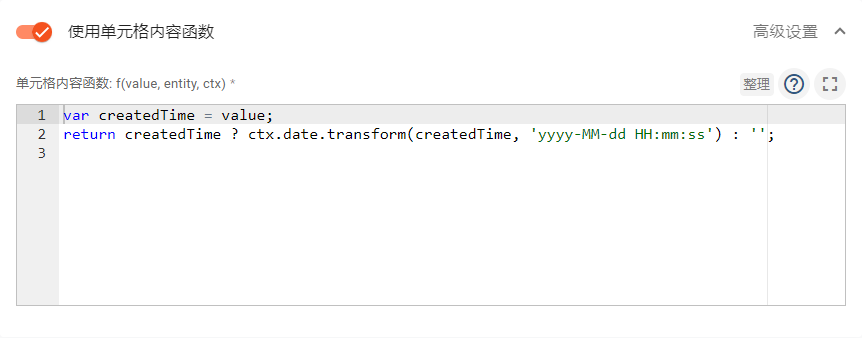 使用单元格内容函数
高级设置
单元格内容函数: f(value, entity, ctx) *
整理
1 var createdTime = value;
2 return createdTime ? ctx.date.transform(createdTime, 'yyyy-MM-dd HH:mm:ss') : '';
3